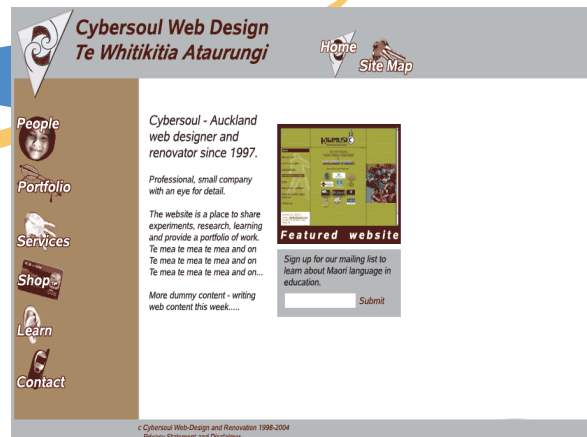 Cybersoul Web Design
Te Whitikitia Ataurungi
Home
Site Map
People
Portfolio
Services
Shop
Learn
Contact
Cybersoul - Auckland
web designer and
renovator since 1997.
Professional, small company
with an eye for detail.
The website is a place to share
experiments, research, learning
and provide a portfolio of work.
Te mea te mea te mea and on
Te mea te mea te mea and on
Te mea te mea te mea and on...
More dummy content - writing
web content this week.....
Featured website
Sign up for our mailing list to
learn about Maori language in
education.
Submit
c Cybersoul Web-Design and Renovation 1998-2004
Privacy Statement and Disclaimer